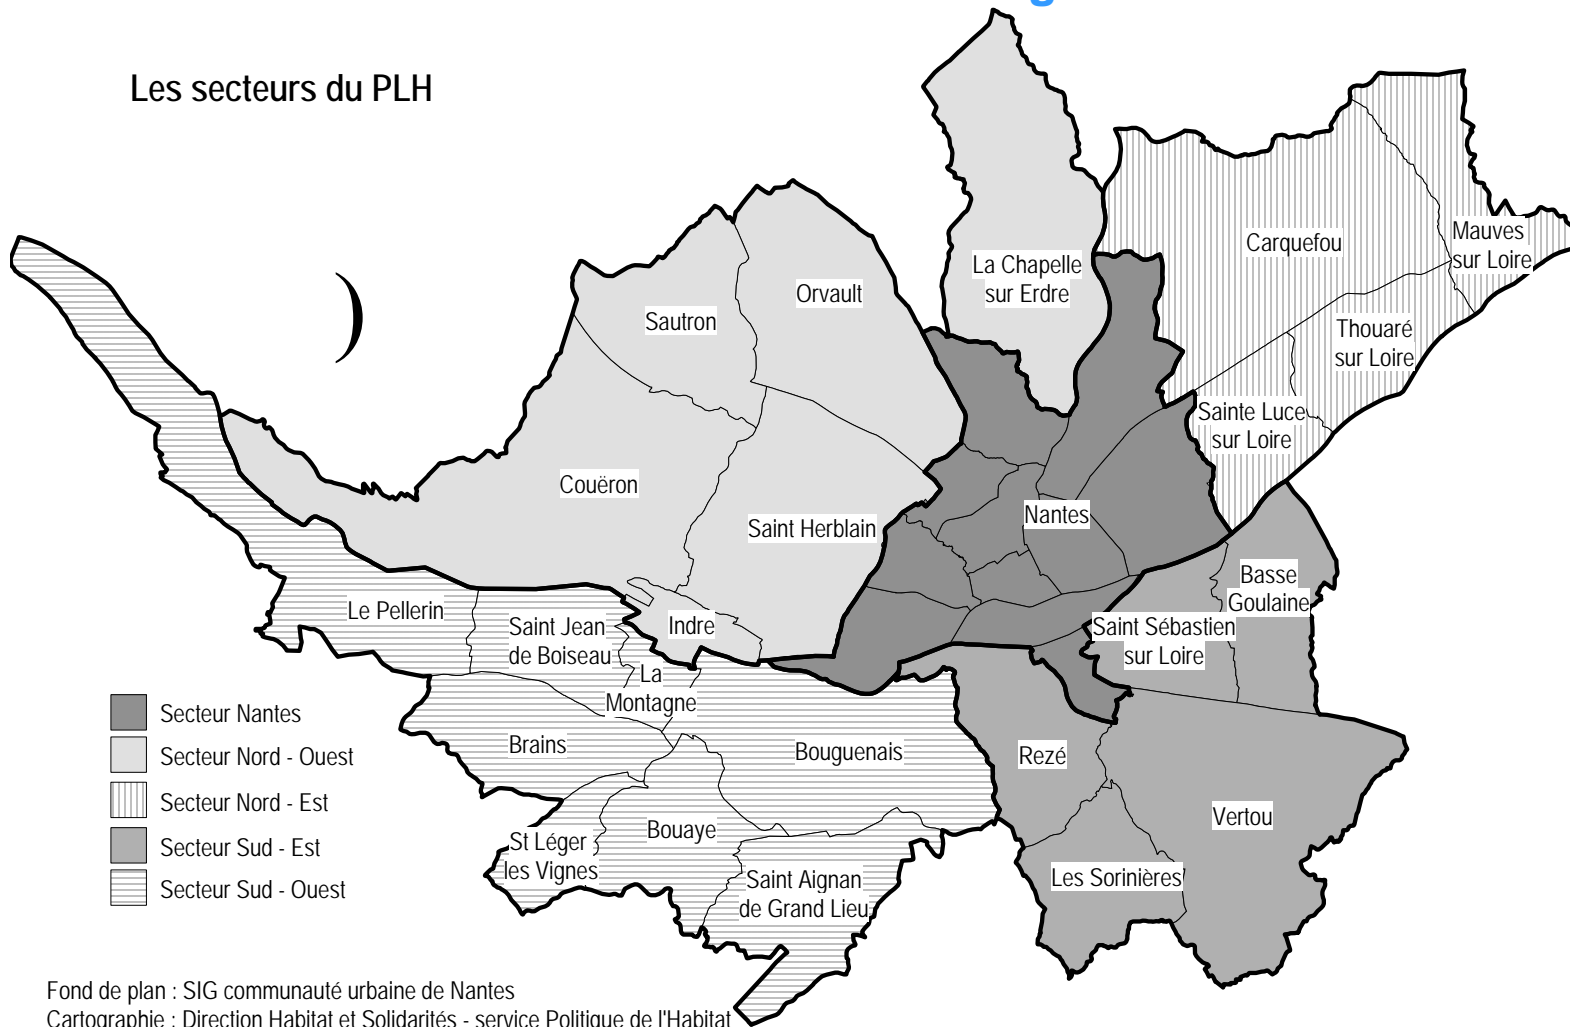 g
Les secteurs du PLH
La Chapelle
sur Erdre
Carquefou
Mauves
sur Loire
Orvault
Sautron
Thouaré
sur Loire
Sainte Luce
sur Loire
Couëron
Saint Herblain
Nantes
Basse
Goulaine
Le Pellerin
Saint Jean
de Boiseau
Indre
Saint Sébastien
sur Loire
La
Montagne
Brains
Bouguenais
Rezé
Vertou
Bouaye
St Léger
les Vignes
Saint Aignan
de Grand Lieu
Les Sorinières
Secteur Nantes
Secteur Nord - Ouest
Secteur Nord - Est
Secteur Sud - Est
Secteur Sud - Ouest
Fond de plan : SIG communauté urbaine de Nantes
Cartographie : Direction Habitat et Solidarités - service Politique de l'Habitat